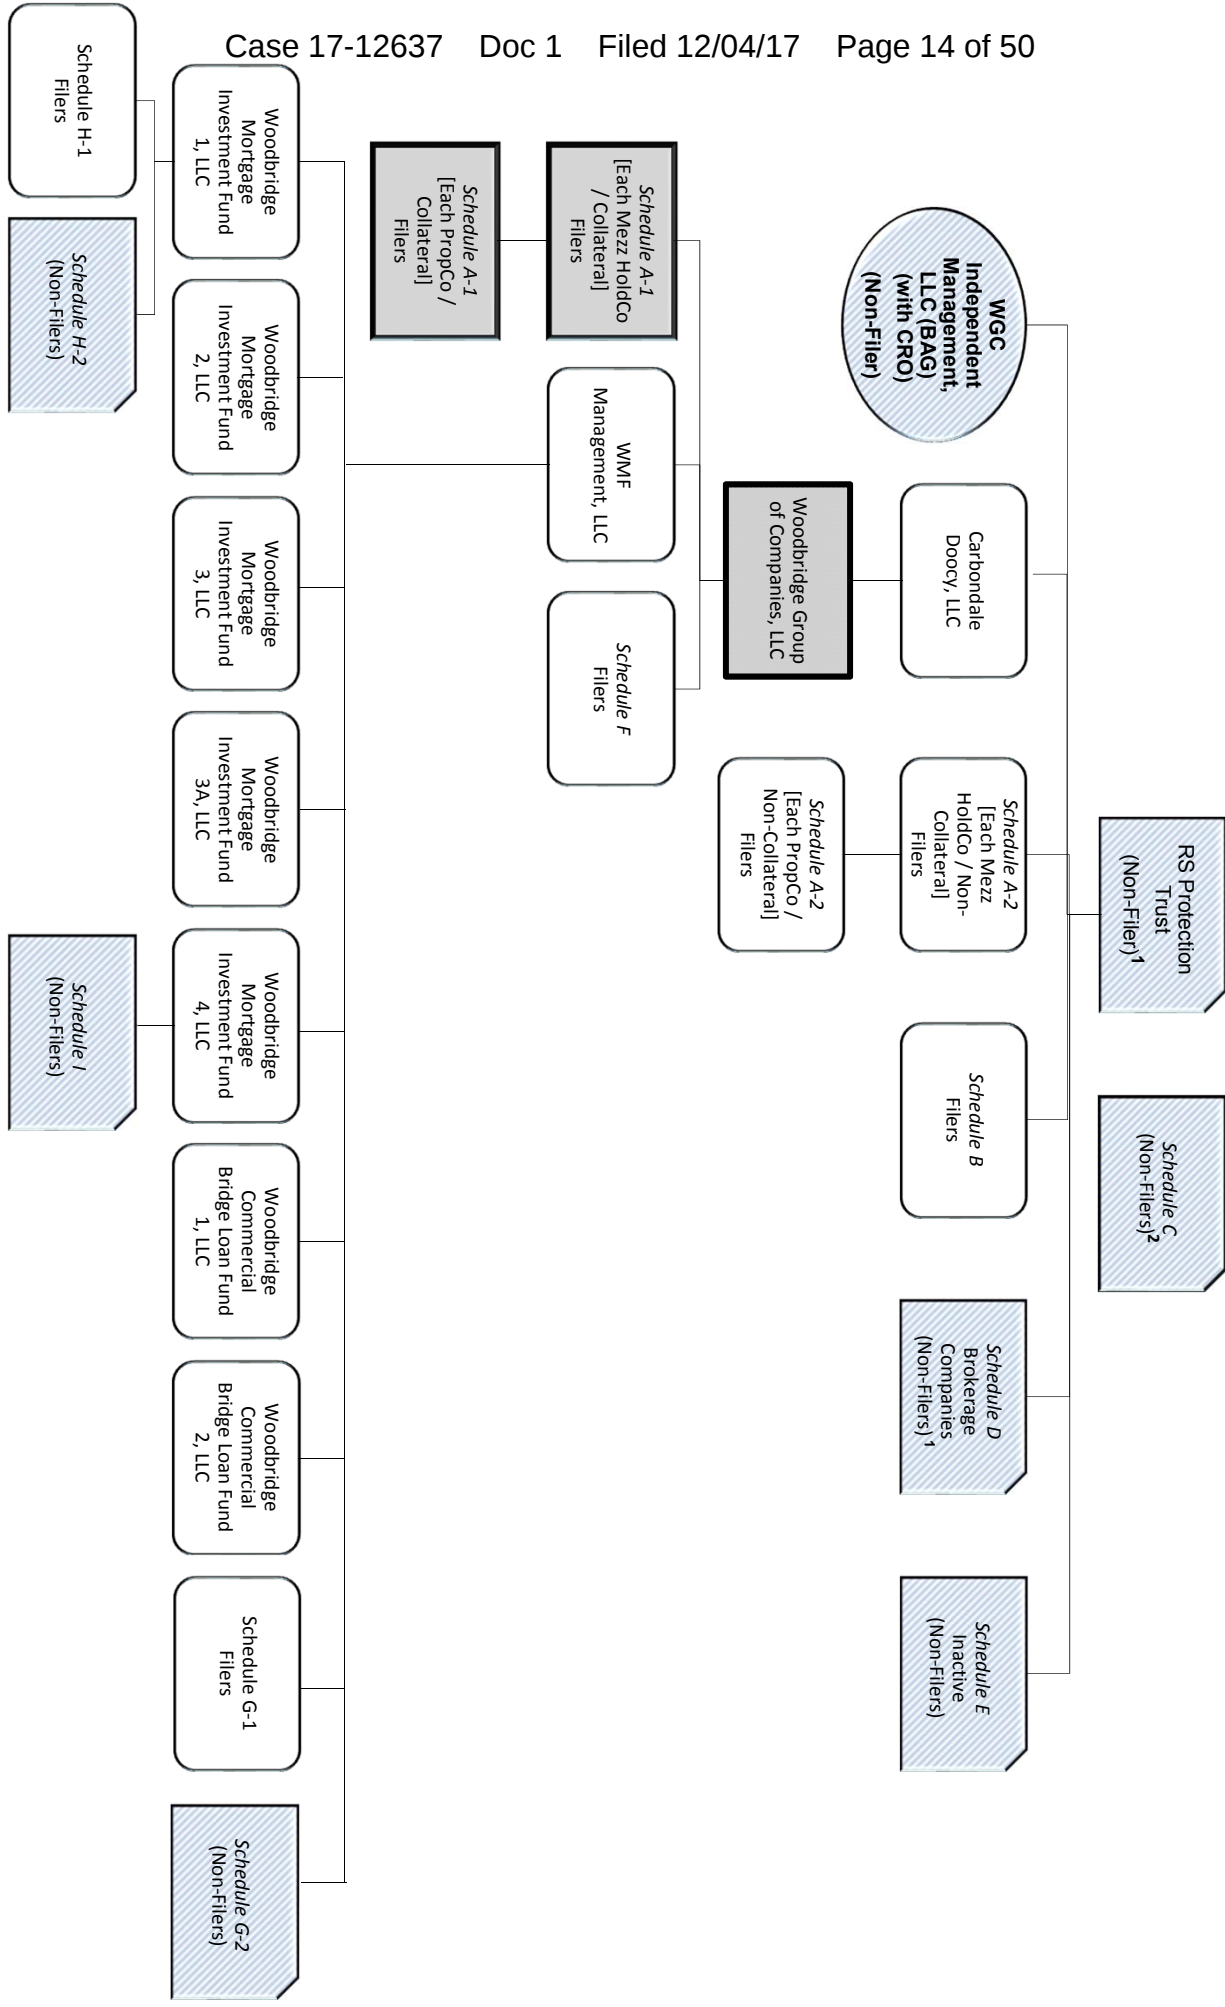 Case 17-12637 Doc 1 Filed 12/04/17 Page 14 of 50
RS Protection
Trust
(Non-Filer)1
Schedule C
(Non-Filers)2
WGC
Independent
Management,
LLC (BAG)
(with CRO)
(Non-Filer)
Carbondale
Doocy, LLC
Schedule A-2
[Each Mezz
HoldCo / Non-
Collateral]
Filers
Schedule B
Filers
Schedule D
Brokerage
Companies
(Non-Filers) 1
Schedule E
Inactive
(Non-Filers)
Woodbridge Group
of Companies, LLC
Schedule A-2
[Each PropCo /
Non-Collateral]
Filers
Schedule A-1
[Each Mezz HoldCo
/ Collateral]
Filers
WMF
Management, LLC
Schedule F
Filers
Schedule A-1
[Each PropCo /
Collateral]
Filers
Woodbridge
Mortgage
Investment Fund
1, LLC
Woodbridge
Mortgage
Investment Fund
2, LLC
Woodbridge
Mortgage
Investment Fund
3, LLC
Woodbridge
Mortgage
Investment Fund
3A, LLC
Woodbridge
Mortgage
Investment Fund
4, LLC
Woodbridge
Commercial
Bridge Loan Fund
1, LLC
Woodbridge
Commercial
Bridge Loan Fund
2, LLC
Schedule G-1
Filers
Schedule G-2
(Non-Filers)
Schedule H-1
Filers
Schedule H-2
(Non-Filers)
Schedule I
(Non-Filers)